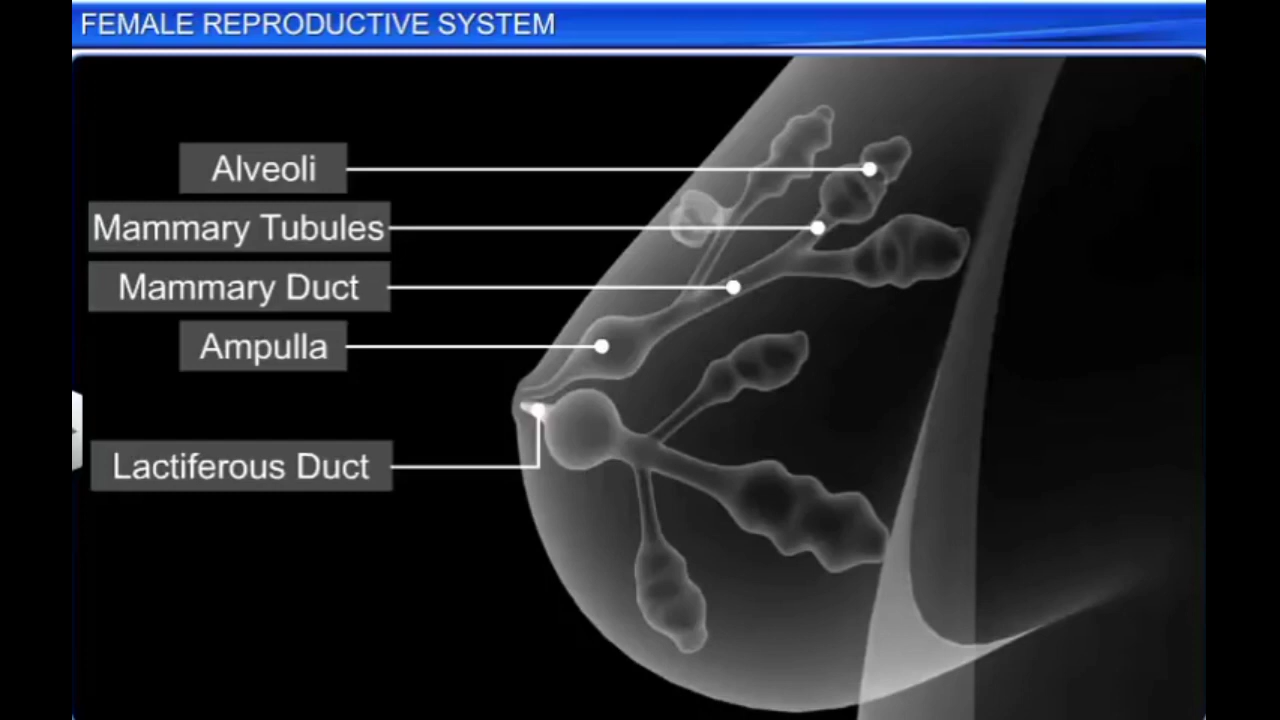 FEMALE REPRODUCTIVE SYSTEM
Alveoli
Mammary Tubules
Mammary Duct
Ampulla
Lactiferous Duct